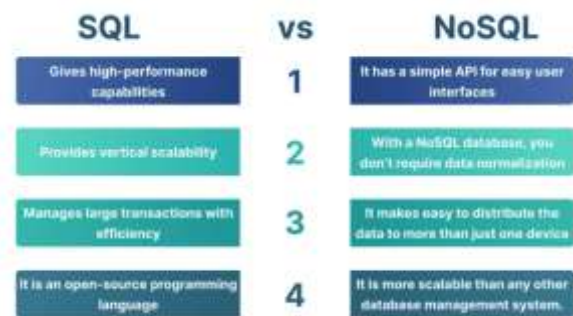 SQL vs NoSQL
Gives high-performance
capabilities
1
It has a simple API for easy user
interfaces
Provides vertical scalability
2
With a NoSQL database, you
don't require data normalization
Manages large transactions with
efficiency
3
It makes easy to distribute the
data to more than just one device
It is an open-source programming
language
4
It is more scalable than any other
database management system.